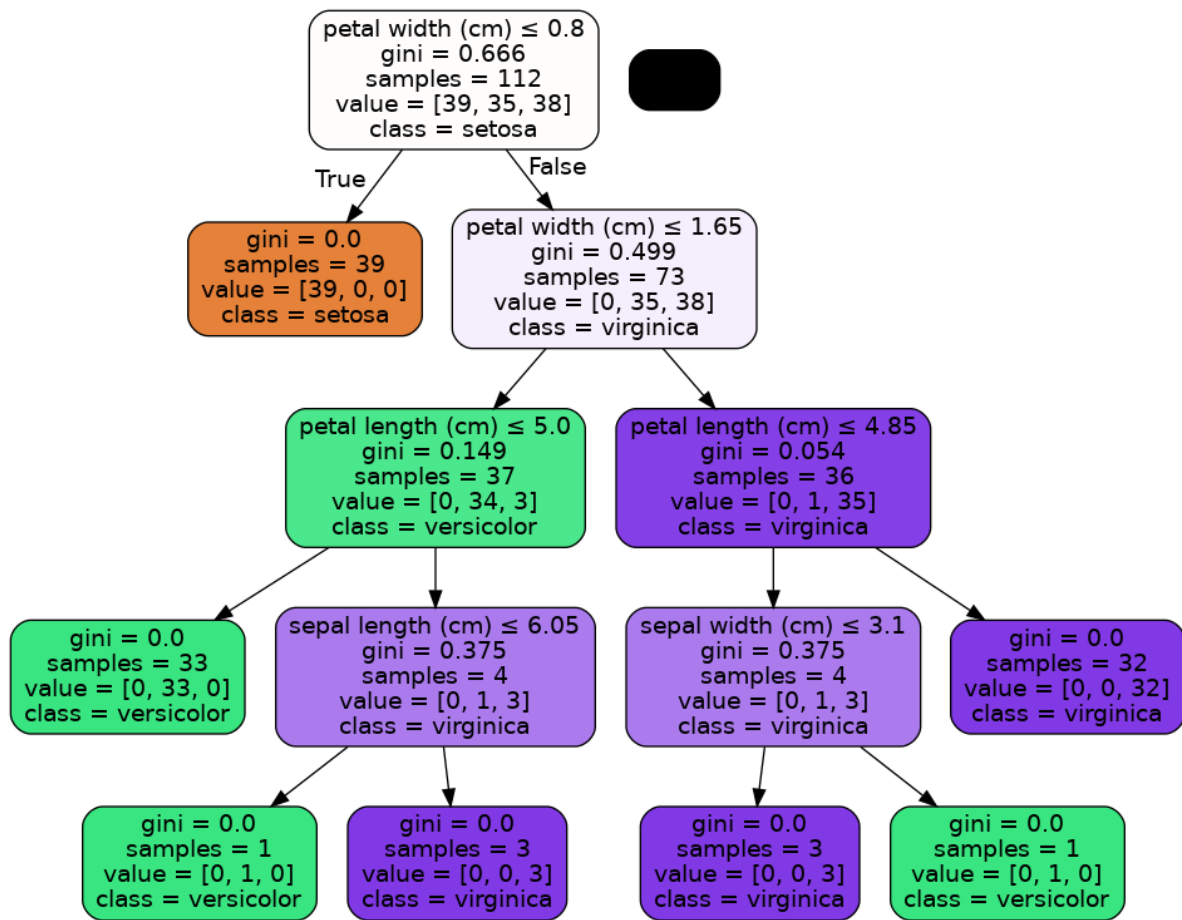 petal width (cm) ≤ 0.8
gini = 0.666
samples = 112
value = [39, 35, 38]
class = setosa
True
False
gini = 0.0
samples = 39
value = [39, 0, 0]
class = setosa
petal width (cm) ≤ 1.65
gini = 0.499
samples = 73
value = [0, 35, 38]
class = virginica
petal length (cm) ≤ 5.0
gini = 0.149
samples = 37
value = [0, 34, 3]
class = versicolor
petal length (cm) ≤ 4.85
gini = 0.054
samples = 36
value = [0, 1, 35]
class = virginica
gini = 0.0
samples = 33
value = [0, 33, 0]
class = versicolor
sepal length (cm) ≤ 6.05
gini = 0.375
samples = 4
value = [0, 1, 3]
class = virginica
sepal width (cm) ≤ 3.1
gini = 0.375
samples = 4
value = [0, 1, 3]
class = virginica
gini = 0.0
samples = 32
value = [0, 0, 32]
class = virginica
gini = 0.0
samples = 1
value = [0, 1, 0]
class = versicolor
gini = 0.0
samples = 3
value = [0, 0, 3]
class = virginica
gini = 0.0
samples = 3
value = [0, 0, 3]
class = virginica
gini = 0.0
samples = 1
value = [0, 1, 0]
class = versicolor